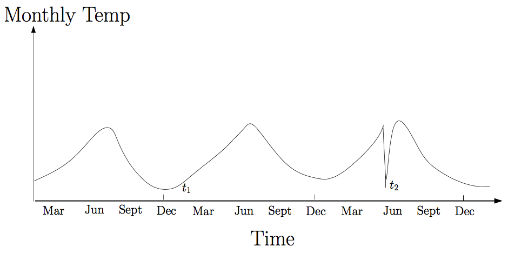 Monthly Temp
t₁
t₂
Mar Jun Sept Dec Mar Jun Sept Dec Mar Jun Sept Dec
Time